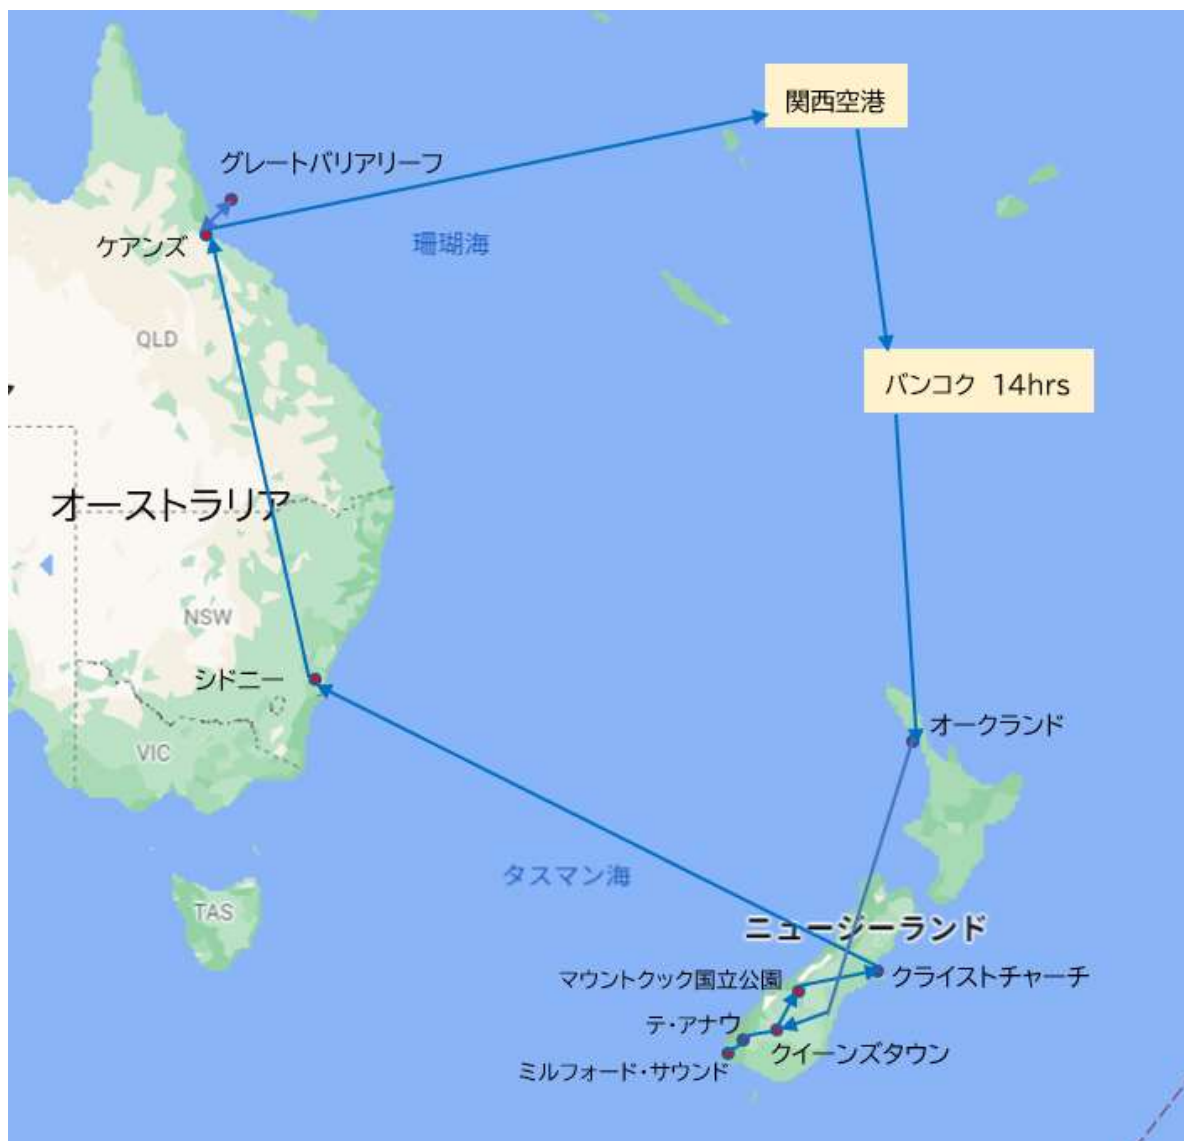 関西空港
グレートバリアリーフ
ケアンズ
珊瑚海
QLD
バンコク 14hrs
オーストラリア
NSW
シドニー
オークランド
VIC
タスマン海
TAS
ニュージーランド
マウントクック国立公園
クライストチャーチ
テ・アナウ
クイーンズタウン
ミルフォード・サウンド